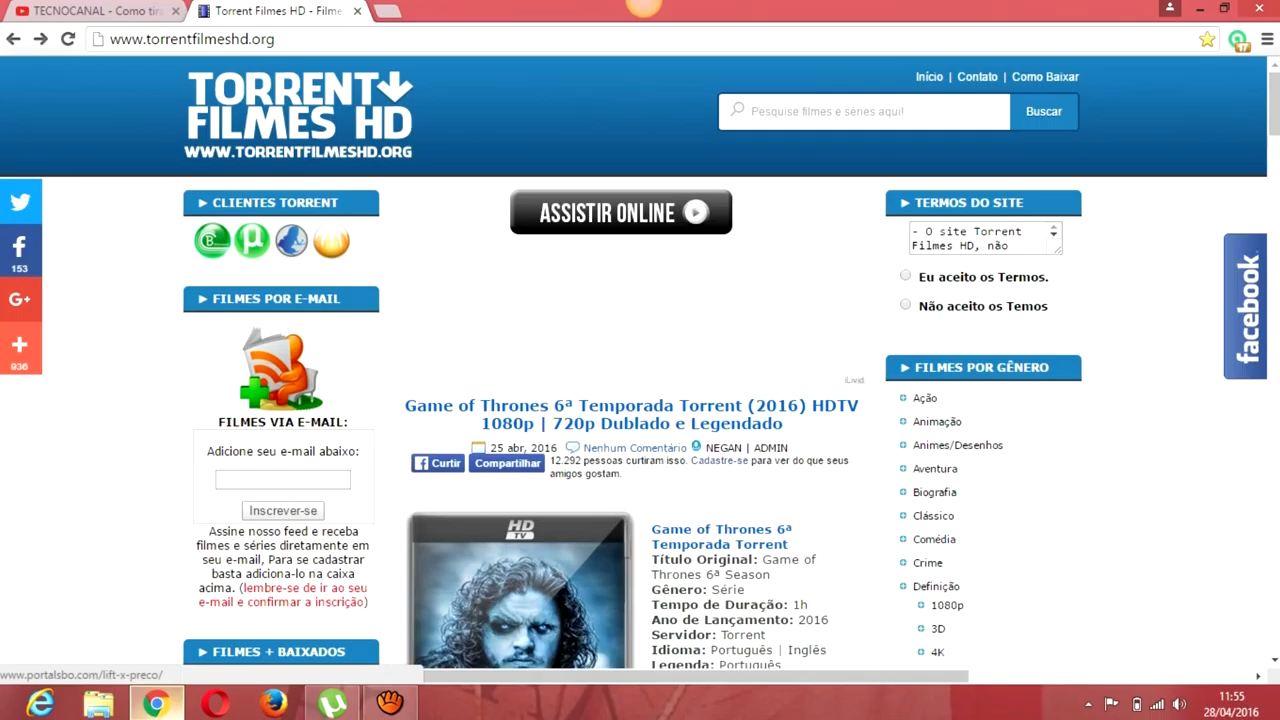 TECNOCANAL - Como tira
Torrent Filmes HD - Filme
www.torrentfilmeshd.org
17
TORRENT
FILMES HD
WWW.TORRENTFILMESHD.ORG
Início | Contato | Como Baixar
Pesquise filmes e séries aqui!
Buscar
153
G+
936
► CLIENTES TORRENT
► FILMES POR E-MAIL
FILMES VIA E-MAIL:
Adicione seu e-mail abaixo:
Inscrever-se
Assine nosso feed e receba
filmes e séries diretamente em
seu e-mail, Para se cadastrar
basta adiciona-lo na caixa
acima. (lembre-se de ir ao seu
e-mail e confirmar a inscrição)
► FILMES + BAIXADOS
ASSISTIR ONLINE
iLivid
Game of Thrones 6ª Temporada Torrent (2016) HDTV
1080p | 720p Dublado e Legendado
25 abr, 2016 Nenhum Comentário NEGAN | ADMIN
Curtir Compartilhar
12.292 pessoas curtiram isso. Cadastre-se para ver do que seus
amigos gostam.
HD
TV
Game of Thrones 6ª
Temporada Torrent
Título Original: Game of
Thrones 6ª Season
Gênero: Série
Tempo de Duração: 1h
Ano de Lançamento: 2016
Servidor: Torrent
Idioma: Português | Inglês
Legenda: Português
► TERMOS DO SITE
- O site Torrent
Filmes HD, não
Eu aceito os Termos.
Não aceito os Temos
► FILMES POR GÊNERO
Ação
Animação
Animes/Desenhos
Aventura
Biografia
Clássico
Comédia
Crime
Definição
1080p
3D
4K
facebook
www.portalsbo.com/lift-x-preco/
11:55
28/04/2016